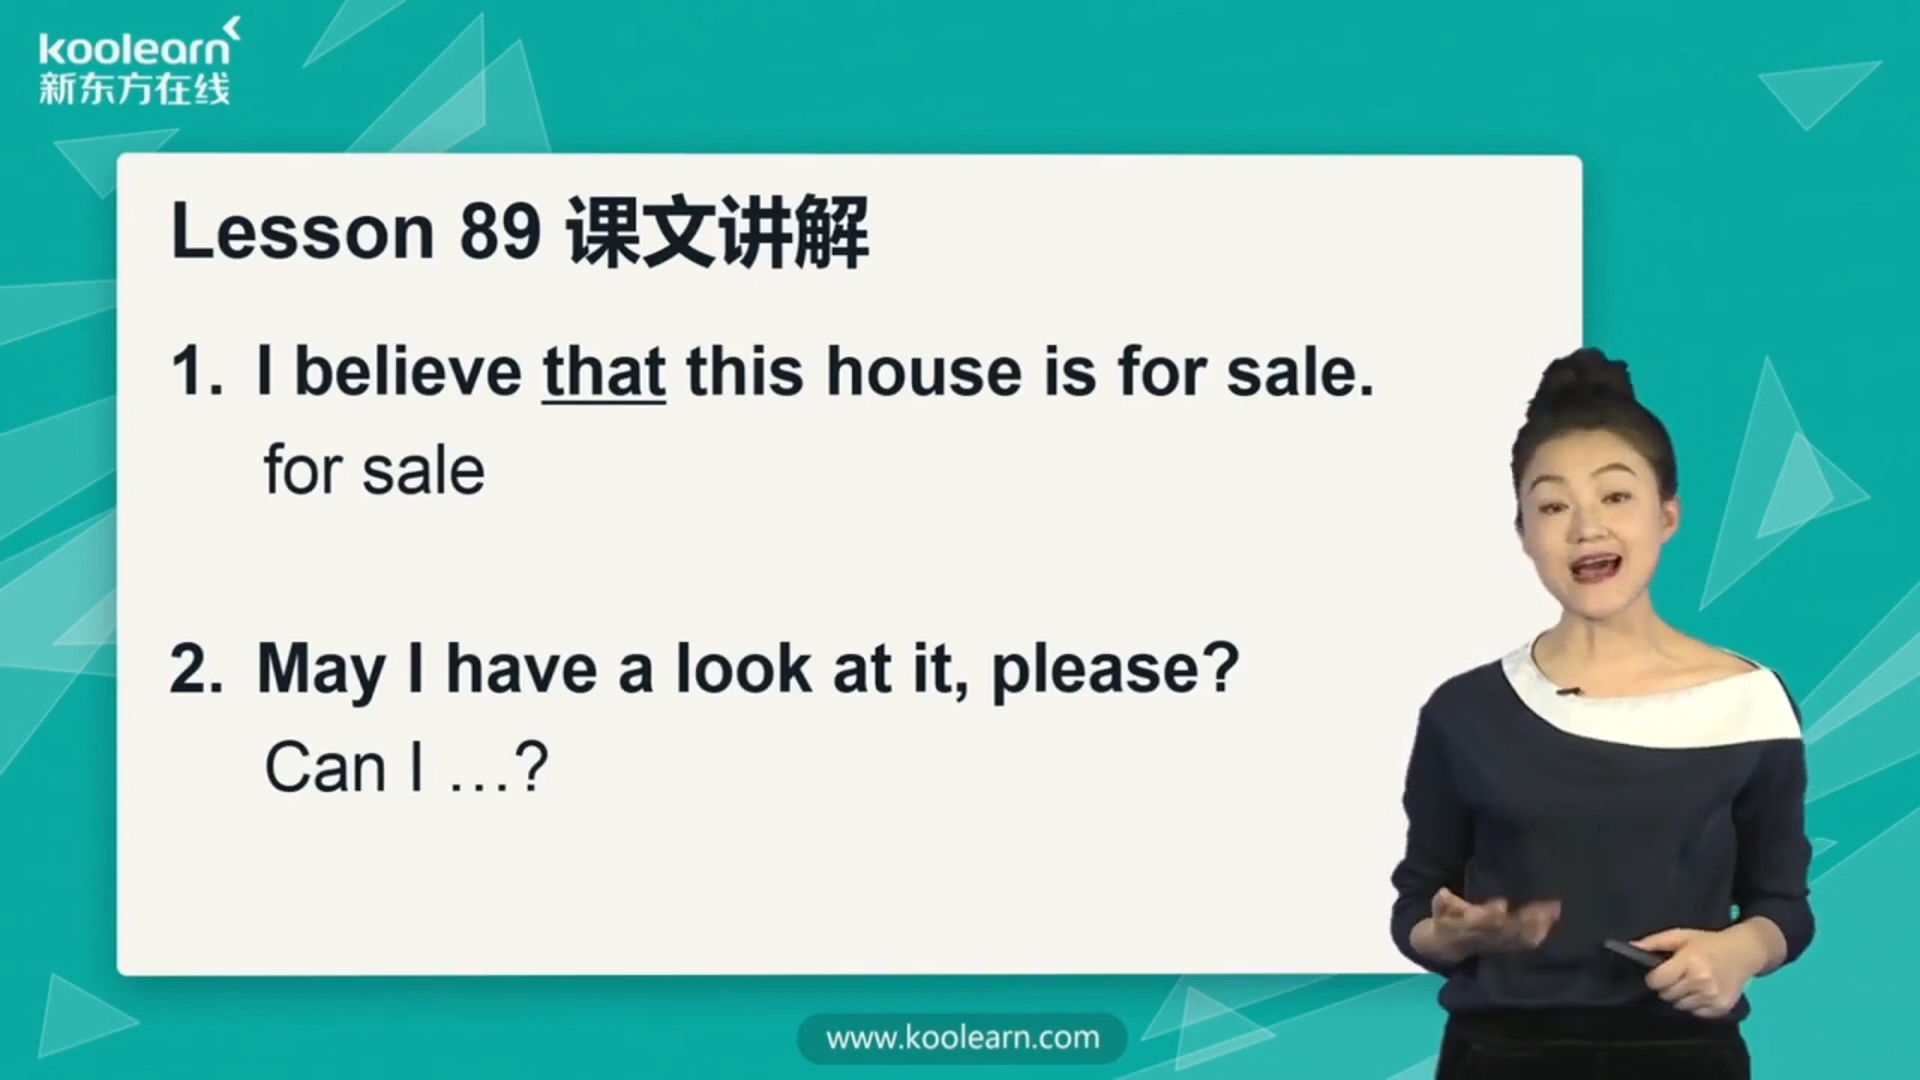 koolearn
新东方在线
Lesson 89 课文讲解
1. I believe that this house is for sale.
for sale
2. May I have a look at it, please?
Can I …?
www.koolearn.com